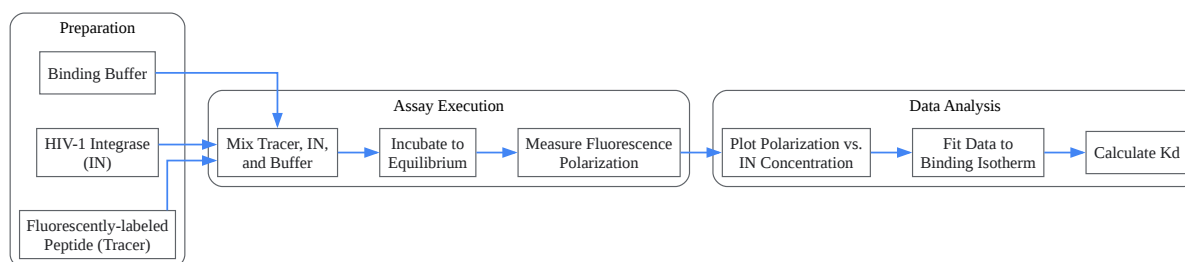 Preparation
Binding Buffer
HIV-1 Integrase
(IN)
Fluorescently-labeled
Peptide (Tracer)
Assay Execution
Mix Tracer, IN,
and Buffer
Incubate to
Equilibrium
Measure Fluorescence
Polarization
Data Analysis
Plot Polarization vs.
IN Concentration
Fit Data to
Binding Isotherm
Calculate Kd